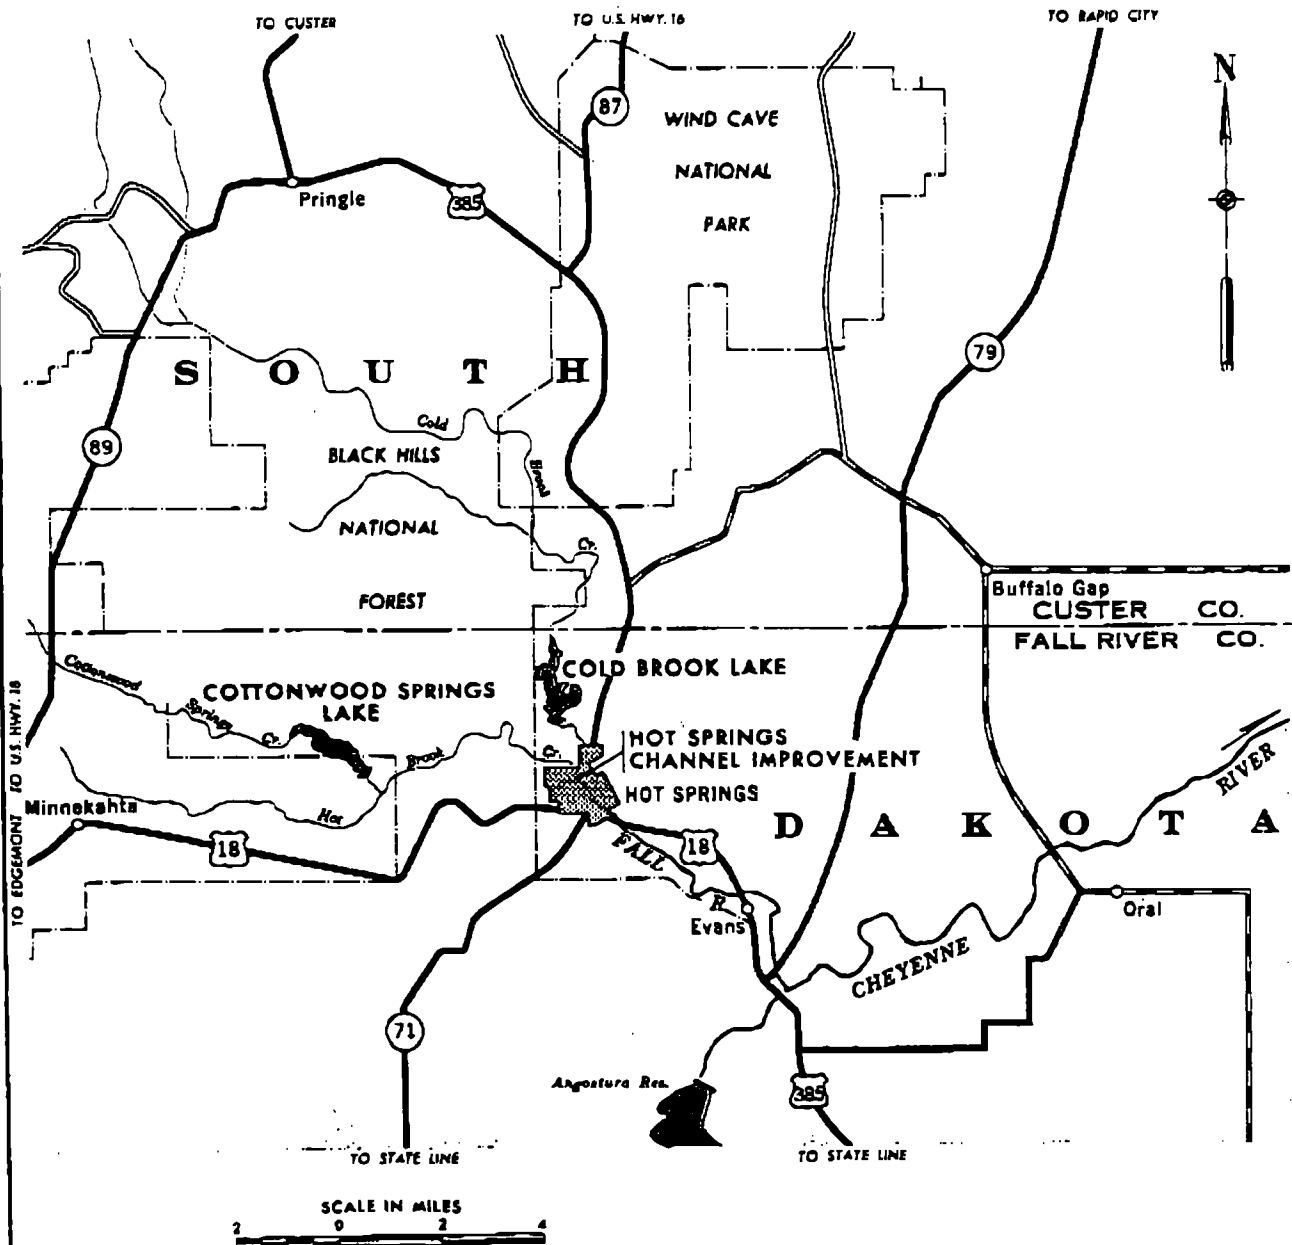 TO CUSTER
TO U.S. HWY. 16
TO RAPID CITY
N
87
WIND CAVE
NATIONAL
PARK
Pringle
385
79
S O U T H
Cold
Brook
89
BLACK HILLS
NATIONAL
FOREST
Cr.
Buffalo Gap
CUSTER CO.
FALL RIVER CO.
Cottonwood
Springs
Cr.
COTTONWOOD SPRINGS
LAKE
COLD BROOK LAKE
HOT SPRINGS
CHANNEL IMPROVEMENT
HOT SPRINGS
Hot
Brook
Cr.
Minnekahta
18
18
TO EDGEMONT TO U.S. HWY. 18
D A K O T A
RIVER
FALL
R
Evans
Oral
CHEYENNE
71
Angostura Res.
385
TO STATE LINE
TO STATE LINE
SCALE IN MILES
2 0 2 4